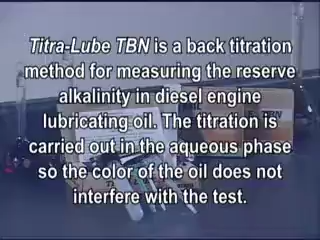 Titra-Lube TBN is a back titration
method for measuring the reserve
alkalinity in diesel engine
lubricating oil. The titration is
carried out in the aqueous phase
so the color of the oil does not
interfere with the test.